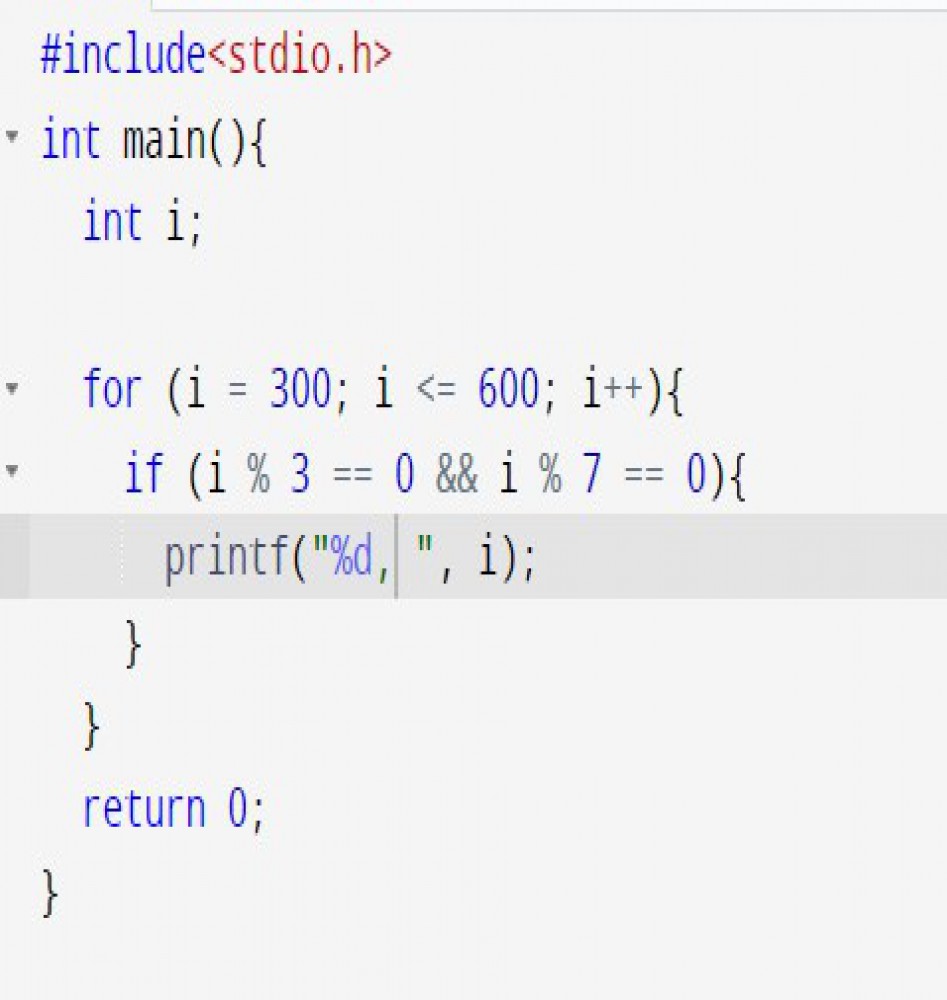 #include<stdio.h>
int main(){
int i;
for (i = 300; i <= 600; i++){
if (i % 3 == 0 && i % 7 == 0){
printf("%d, ", i);
}
}
return 0;
}